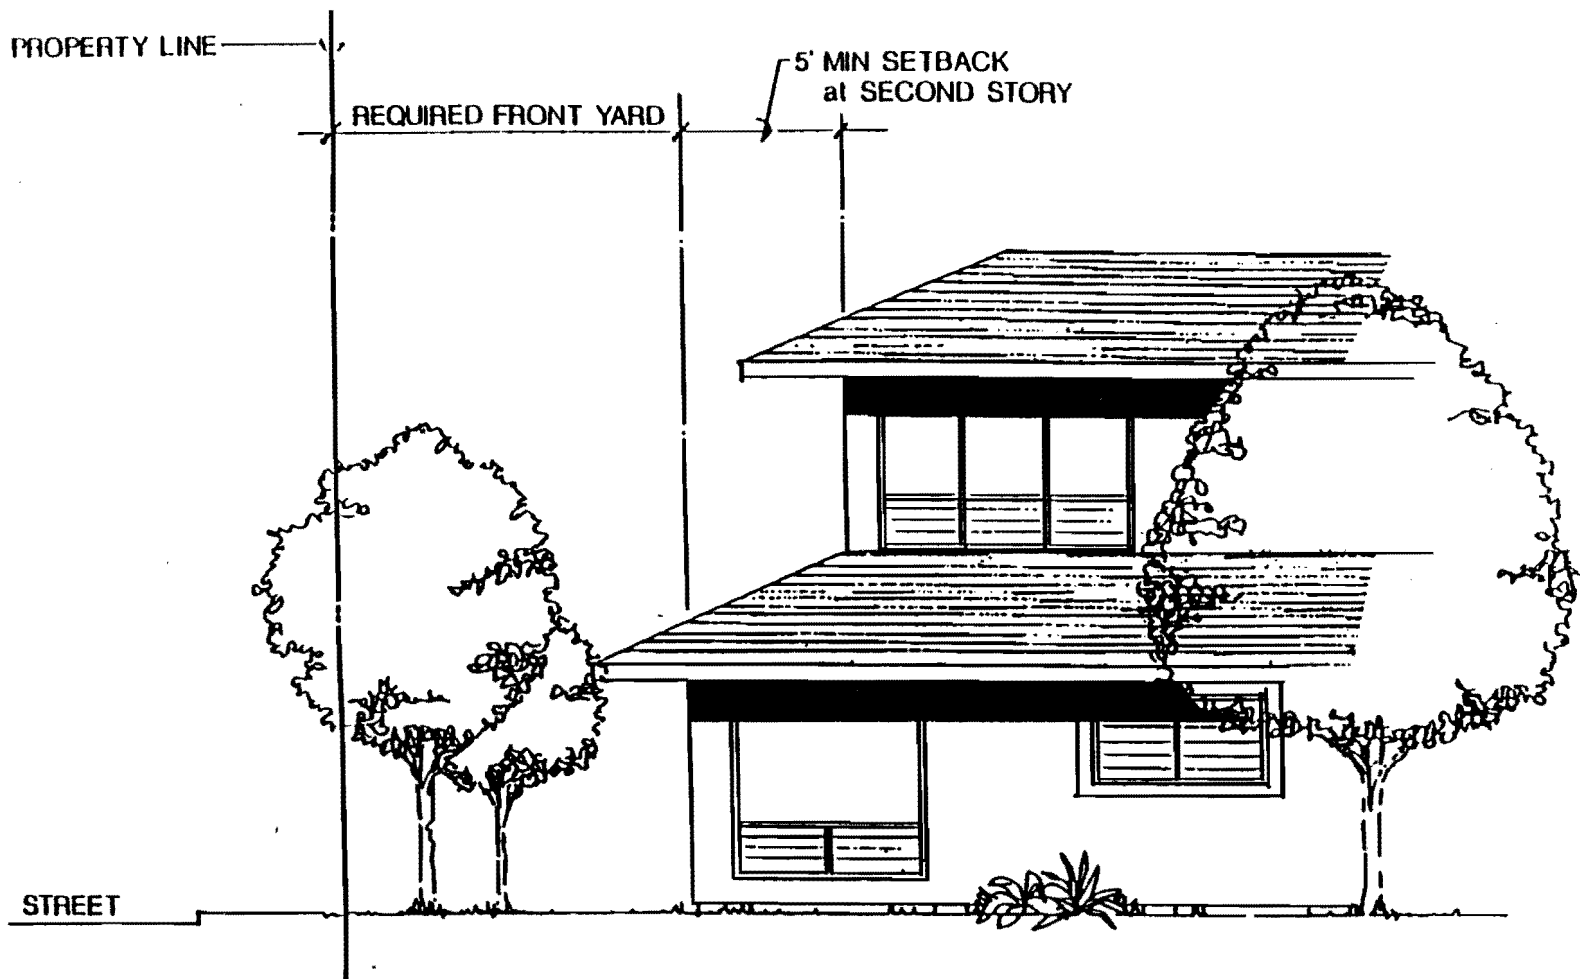 PROPERTY LINE
5' MIN SETBACK
at SECOND STORY
REQUIRED FRONT YARD
STREET